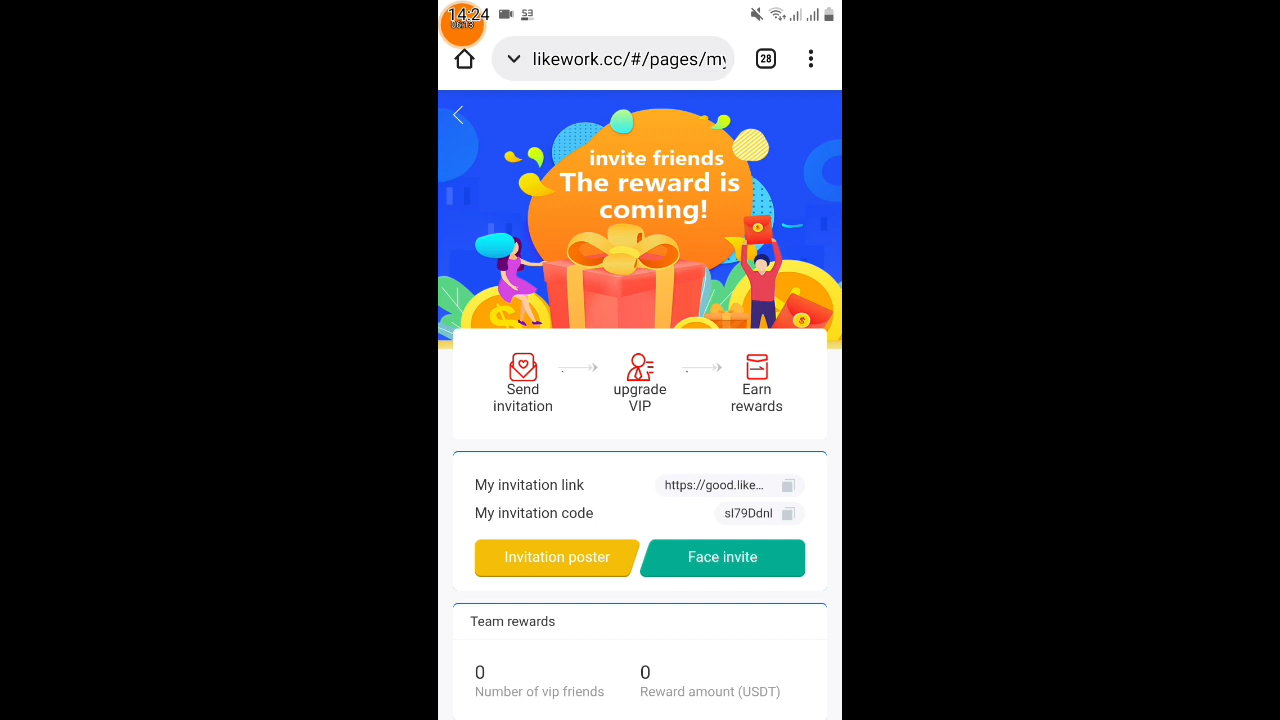 14:24
likework.cc/#/pages/my
28
invite friends
The reward is
coming!
Send
invitation
upgrade
VIP
Earn
rewards
My invitation link
https://good.like...
My invitation code
sI79DdnI
Invitation poster
Face invite
Team rewards
0
0
Number of vip friends
Reward amount (USDT)